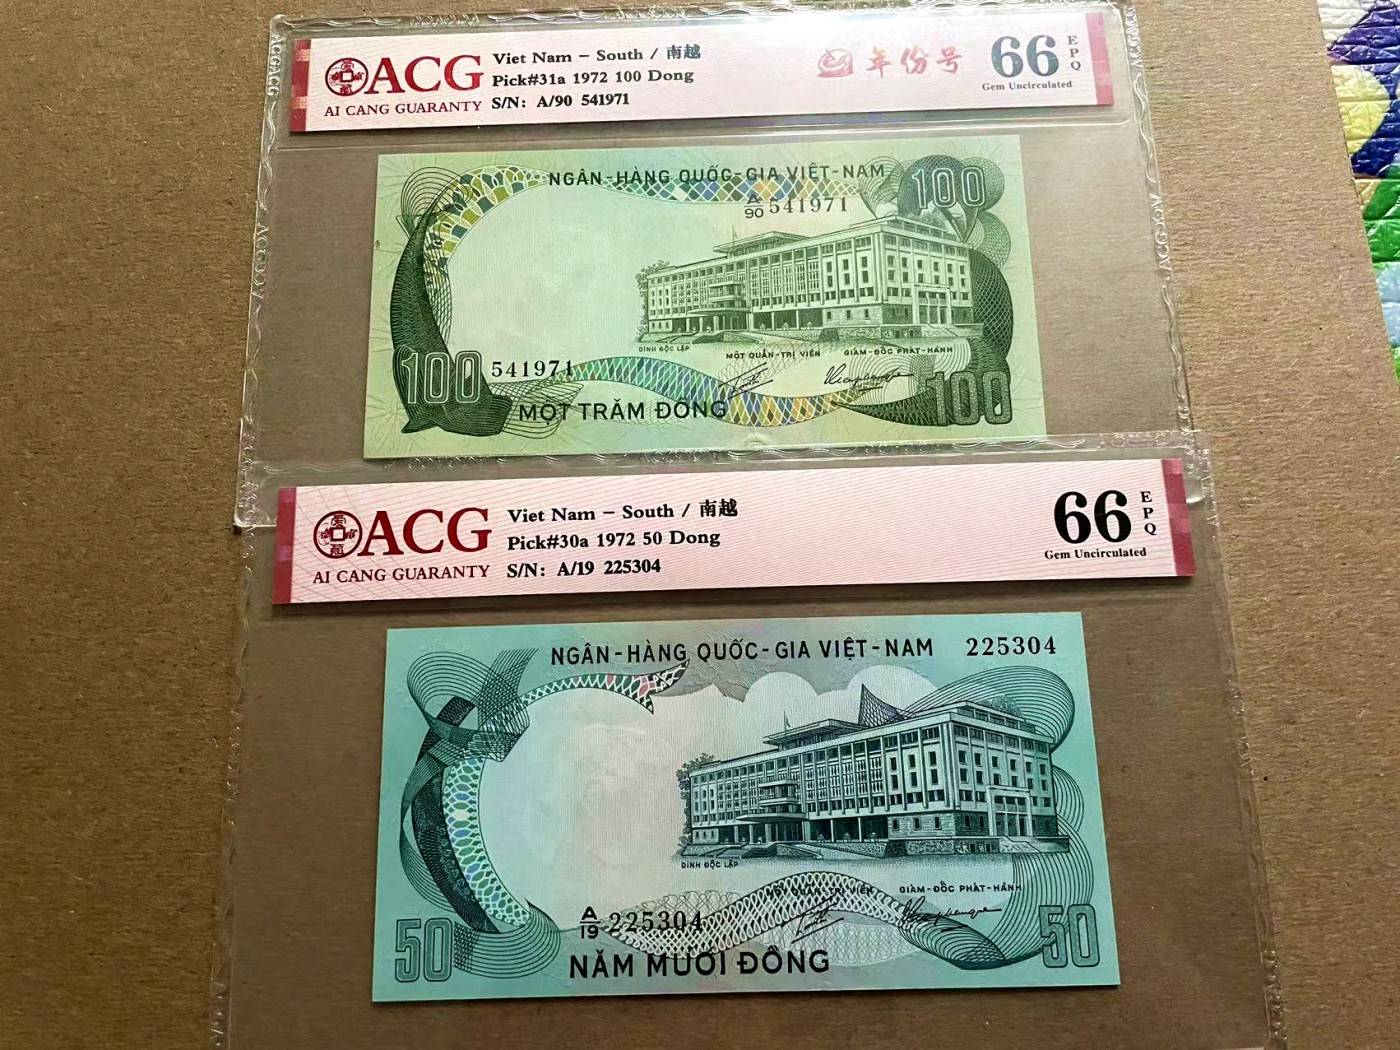 ACG
AI CANG GUARANTY
Viet Nam – South / 南越
Pick#31a 1972 100 Dong
S/N: A/90 541971
年份号
66
EPQ
Gem Uncirculated
NGÂN-HÀNG QUỐC-GIA VIỆT-NAM
100
A/90 541971
ĐINH ĐỘC LẬP
MỘT QUẢN-TRỊ VIÊN
GIÁM-ĐỐC PHÁT-HÀNH
100
541971
100
MỘT TRĂM ĐỒNG
ACG
AI CANG GUARANTY
Viet Nam – South / 南越
Pick#30a 1972 50 Dong
S/N: A/19 225304
66
EPQ
Gem Uncirculated
NGÂN-HÀNG QUỐC-GIA VIỆT-NAM
225304
DINH ĐỘC LẬP
MỘT QUẢN TRỊ VIÊN
GIÁM-ĐỐC PHÁT-HÀNH
A/19 225304
50
50
NĂM MƯƠI ĐỒNG